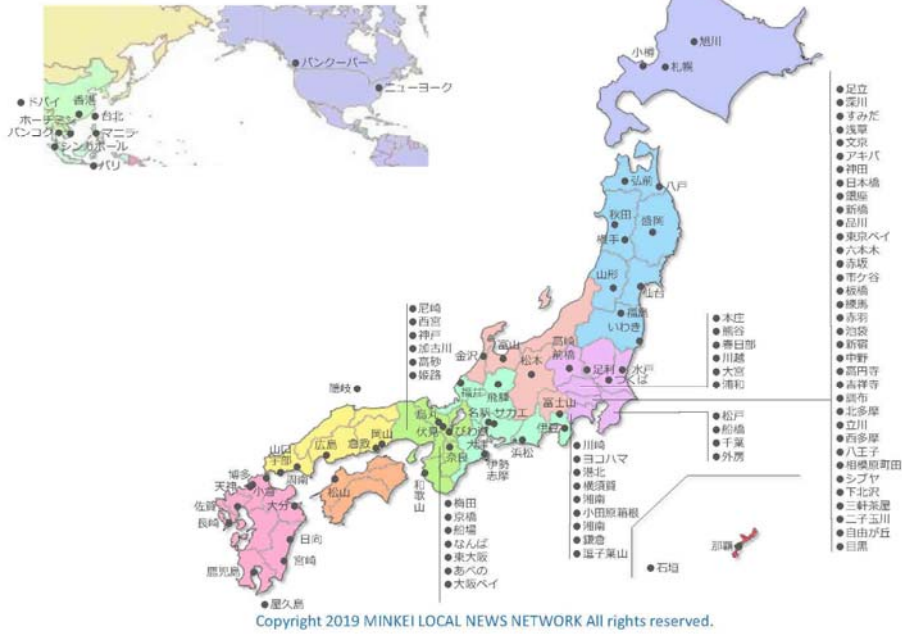 バンクーバー
ニューヨーク
ドバイ
香港
台北
ホーチミン
バンコク
マニラ
シンガポール
バリ
旭川
小樽
札幌
弘前
八戸
秋田
盛岡
横手
山形
仙台
福島
いわき
金沢
富山
高崎
前橋
松本
足利
水戸
つくば
福井
飛騨
富士山
烏丸
伏見
名駅
サカエ
びわ湖
大津
伊豆
浜松
奈良
伊勢
志摩
和歌山
隠岐
山口
宇部
広島
倉敷
岡山
周南
松山
博多
天神
小倉
佐賀
大分
長崎
日向
宮崎
鹿児島
屋久島
尼崎
西宮
神戸
加古川
高砂
姫路
梅田
京橋
船場
なんば
東大阪
あべの
大阪ベイ
本庄
熊谷
春日部
川越
大宮
浦和
松戸
船橋
千葉
外房
川崎
ヨコハマ
港北
横須賀
湘南
小田原箱根
湘南
鎌倉
逗子葉山
石垣
那覇
足立
深川
すみだ
浅草
文京
アキバ
神田
日本橋
銀座
新橋
品川
東京ベイ
六本木
赤坂
市ケ谷
板橋
練馬
赤羽
池袋
新宿
中野
高円寺
吉祥寺
調布
北多摩
立川
西多摩
八王子
相模原町田
シブヤ
下北沢
三軒茶屋
二子玉川
自由が丘
目黒
Copyright 2019 MINKEI LOCAL NEWS NETWORK All rights reserved.